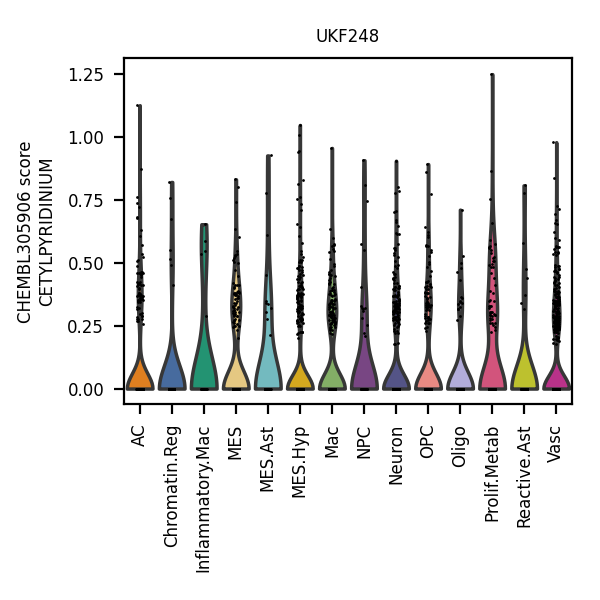 UKF248
CHEMBL305906 score
CETYLPYRIDINIUM
1.25
1.00
0.75
0.50
0.25
0.00
AC
Chromatin.Reg
Inflammatory.Mac
MES
MES.Ast
MES.Hyp
Mac
NPC
Neuron
OPC
Oligo
Prolif.Metab
Reactive.Ast
Vasc